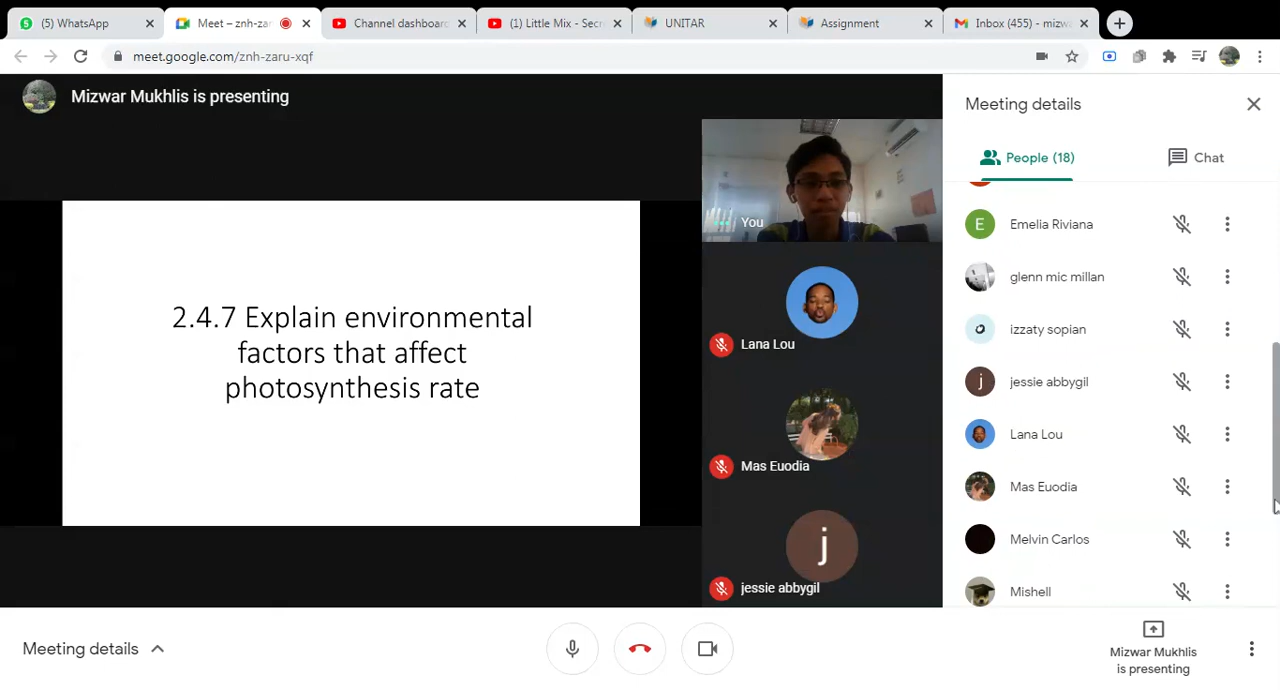 (5) WhatsApp
Meet – znh-zar
Channel dashboard
(1) Little Mix - Secr
UNITAR
Assignment
Inbox (455) - mizw
meet.google.com/znh-zaru-xqf
Mizwar Mukhlis is presenting
2.4.7 Explain environmental
factors that affect
photosynthesis rate
You
Lana Lou
Mas Euodia
j
jessie abbygil
Meeting details
People (18)
Chat
E
Emelia Riviana
glenn mic millan
izzaty sopian
j
jessie abbygil
Lana Lou
Mas Euodia
Melvin Carlos
Mishell
Meeting details
Mizwar Mukhlis
is presenting